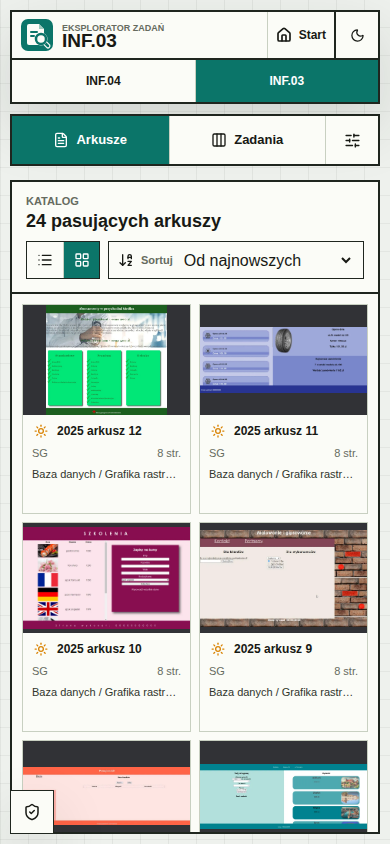 EKSPLORATOR ZADAŃ
INF.03
Start
INF.04
INF.03
Arkusze
Zadania
KATALOG
24 pasujących arkuszy
Sortuj
Od najnowszych
2025 arkusz 12
SG
8 str.
Baza danych / Grafika rastr…
2025 arkusz 11
SG
8 str.
Baza danych / Grafika rastr…
SZKOLENIA
2025 arkusz 10
SG
8 str.
Baza danych / Grafika rastr…
2025 arkusz 9
SG
8 str.
Baza danych / Grafika rastr…